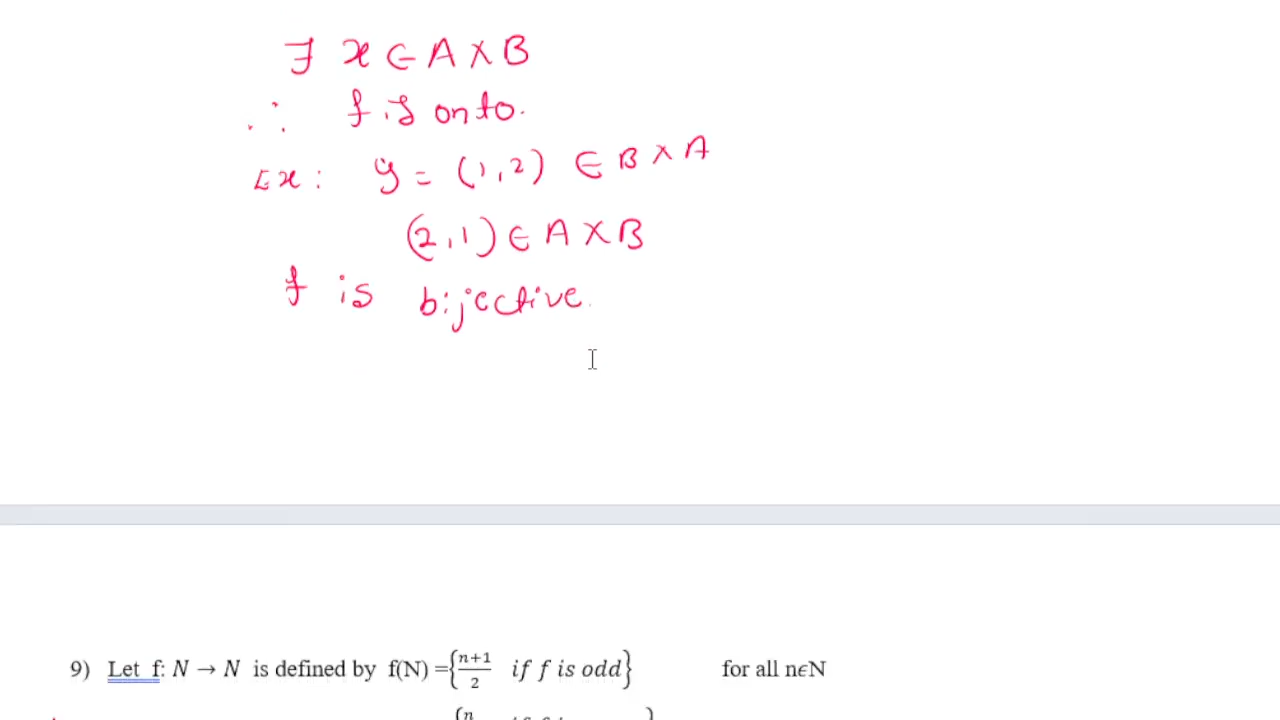 ∃ x ∈ A × B
∴ f is onto.
Ex: y = (1,2) ∈ B × A
(2,1) ∈ A × B
f is bijective.
9) Let f: N → N is defined by f(N) ={n+1/2 if f is odd} for all nϵN